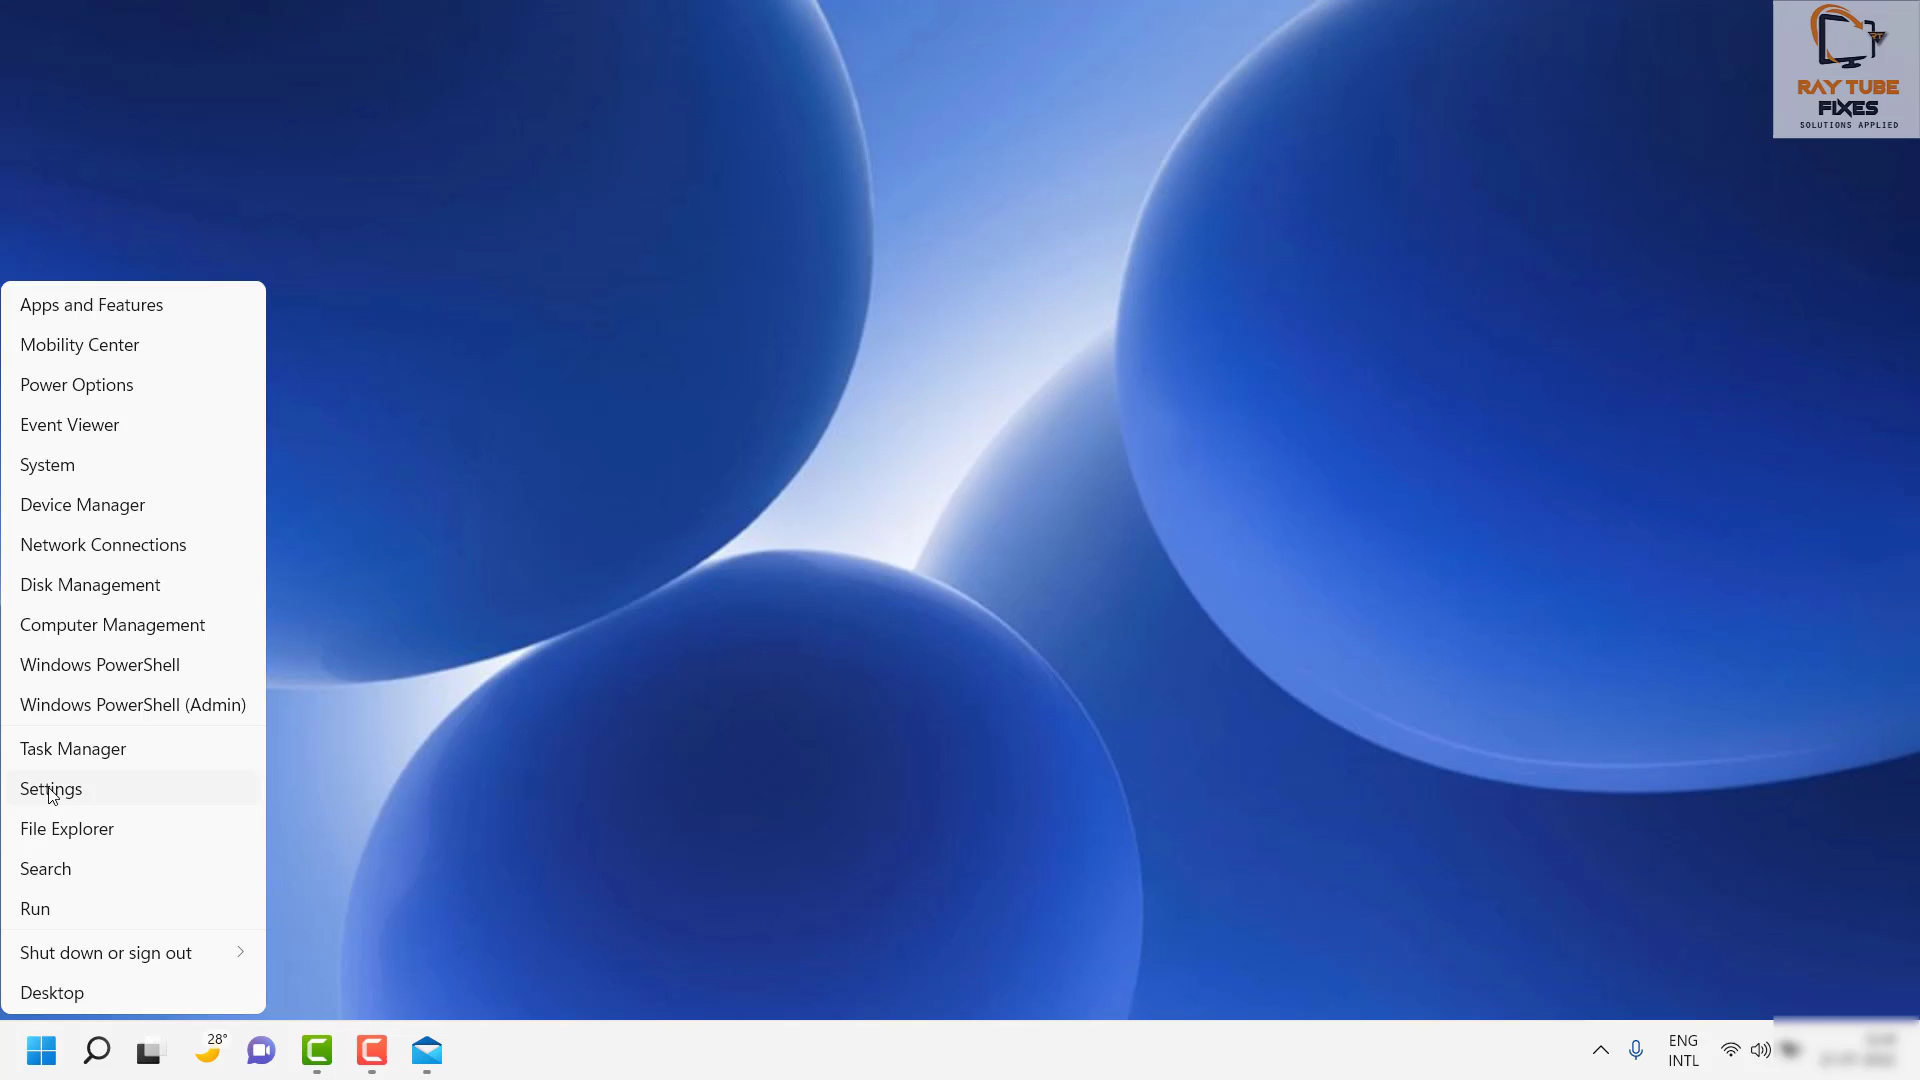 RAY TUBE
FIXES
SOLUTIONS APPLIED
Apps and Features
Mobility Center
Power Options
Event Viewer
System
Device Manager
Network Connections
Disk Management
Computer Management
Windows PowerShell
Windows PowerShell (Admin)
Task Manager
Settings
File Explorer
Search
Run
Shut down or sign out
Desktop
28°
ENG
INTL